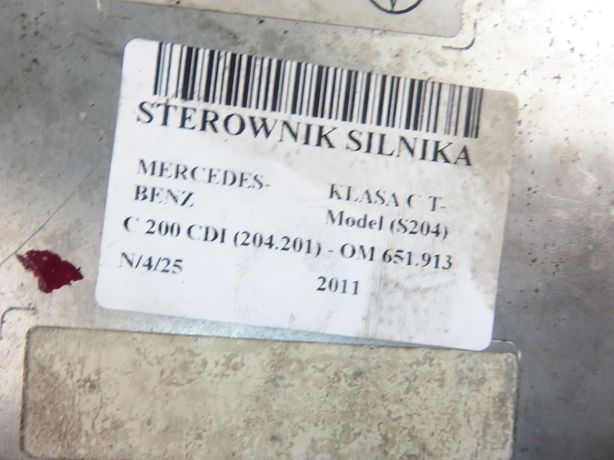 STEROWNIK SILNIKA
MERCEDES-
BENZ
KLASA C T-
Model (S204)
C 200 CDI (204.201) - OM 651.913
N/4/25
2011